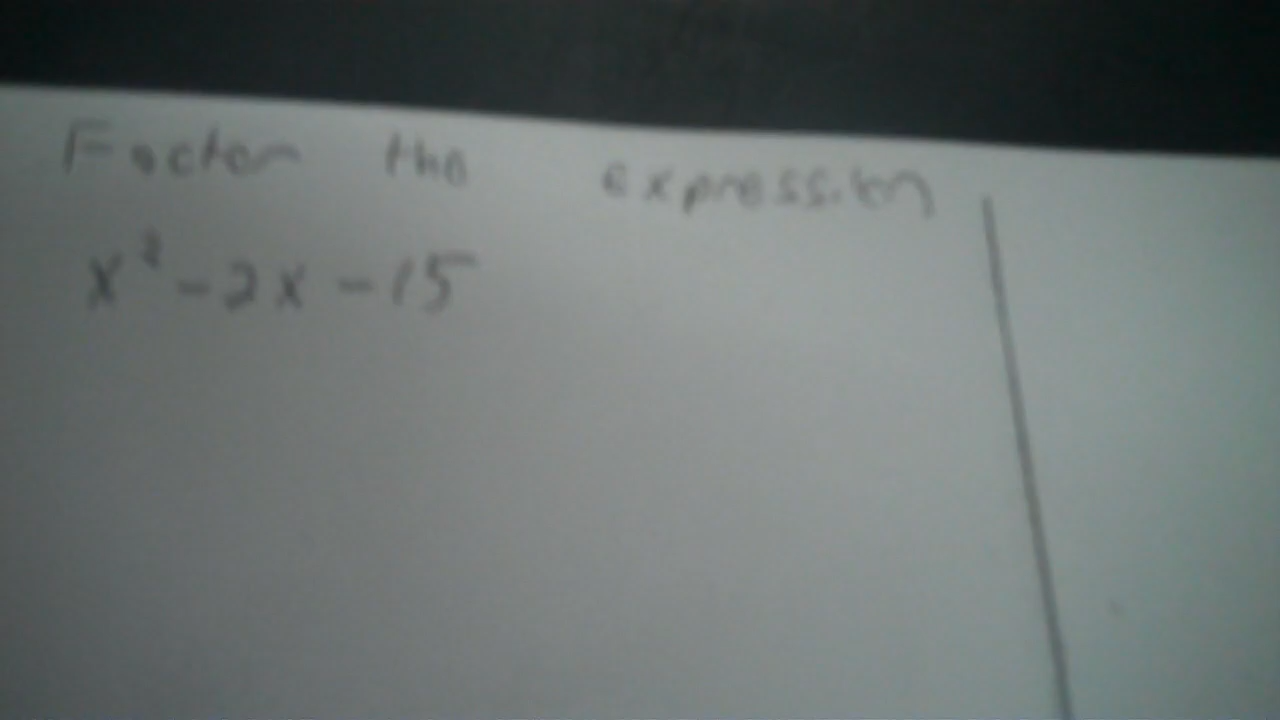 Factor the expression
x² - 2x - 15